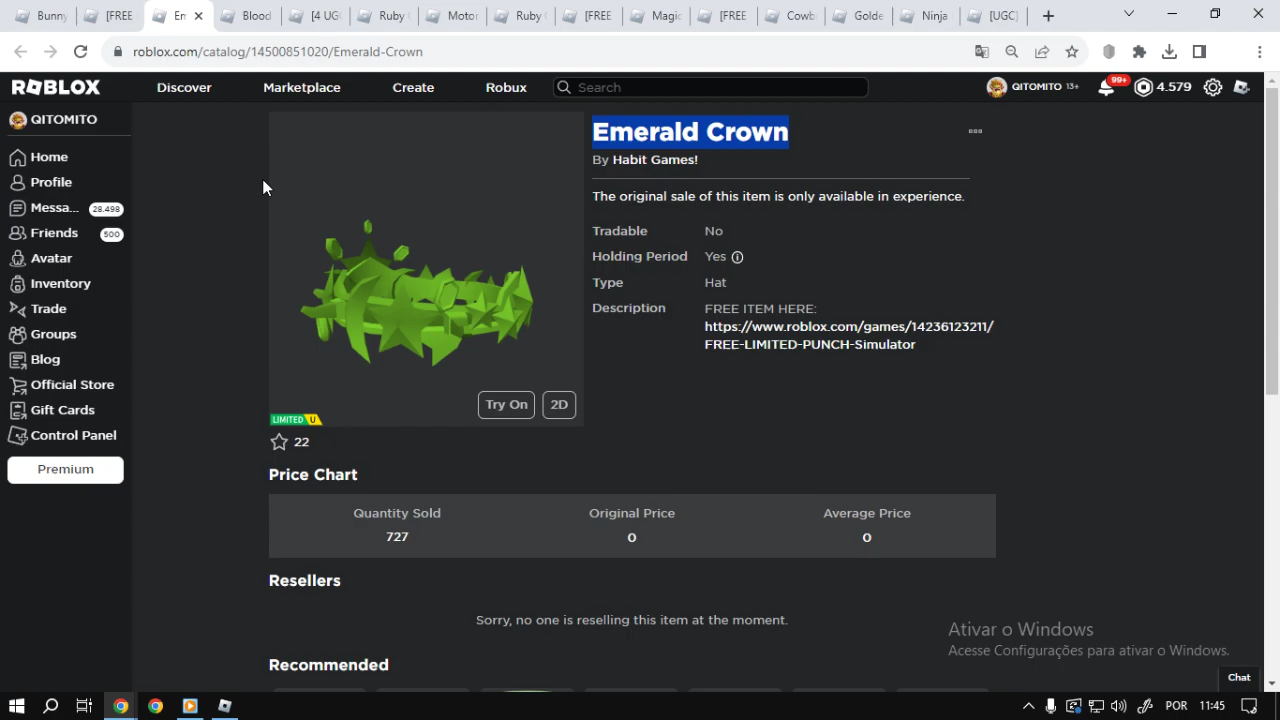 Bunny
[FREE
Em
Blood
[4 UG
Ruby
Motor
Ruby
[FREE
Magic
[FREE
Cowb
Golde
Ninja
[UGC]
roblox.com/catalog/14500851020/Emerald-Crown
ROBLOX
Discover
Marketplace
Create
Robux
Search
QITOMITO 13+
99+
4.579
QITOMITO
Home
Profile
Messa... 28.498
Friends 500
Avatar
Inventory
Trade
Groups
Blog
Official Store
Gift Cards
Control Panel
Premium
Emerald Crown
By Habit Games!
The original sale of this item is only available in experience.
Tradable No
Holding Period Yes
Type Hat
Description FREE ITEM HERE:
https://www.roblox.com/games/14236123211/
FREE-LIMITED-PUNCH-Simulator
Try On
2D
LIMITED U
22
Price Chart
Quantity Sold Original Price Average Price
727 0 0
Resellers
Sorry, no one is reselling this item at the moment.
Recommended
Ativar o Windows
Acesse Configurações para ativar o Windows.
Chat
POR 11:45